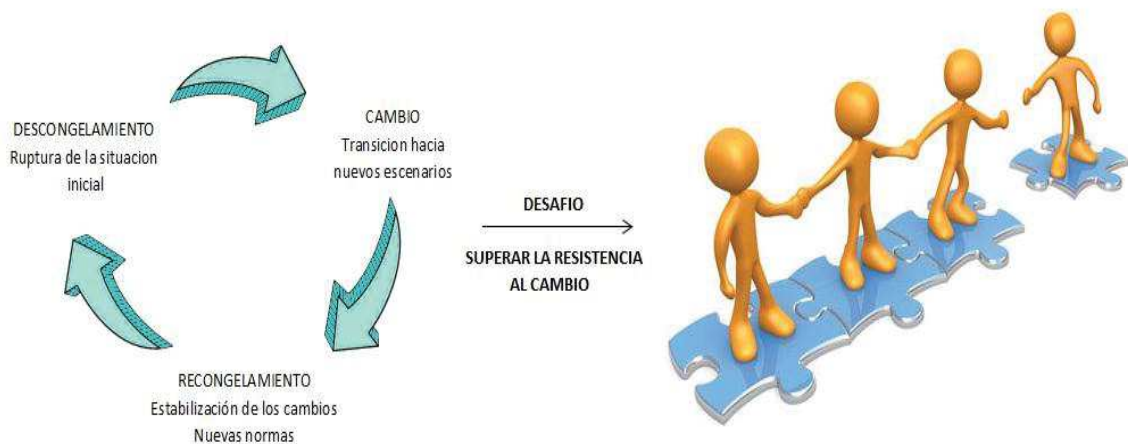 DESCONGELAMIENTO
Ruptura de la situacion
inicial
CAMBIO
Transicion hacia
nuevos escenarios
RECONGELAMIENTO
Estabilización de los cambios
Nuevas normas
DESAFIO
SUPERAR LA RESISTENCIA
AL CAMBIO